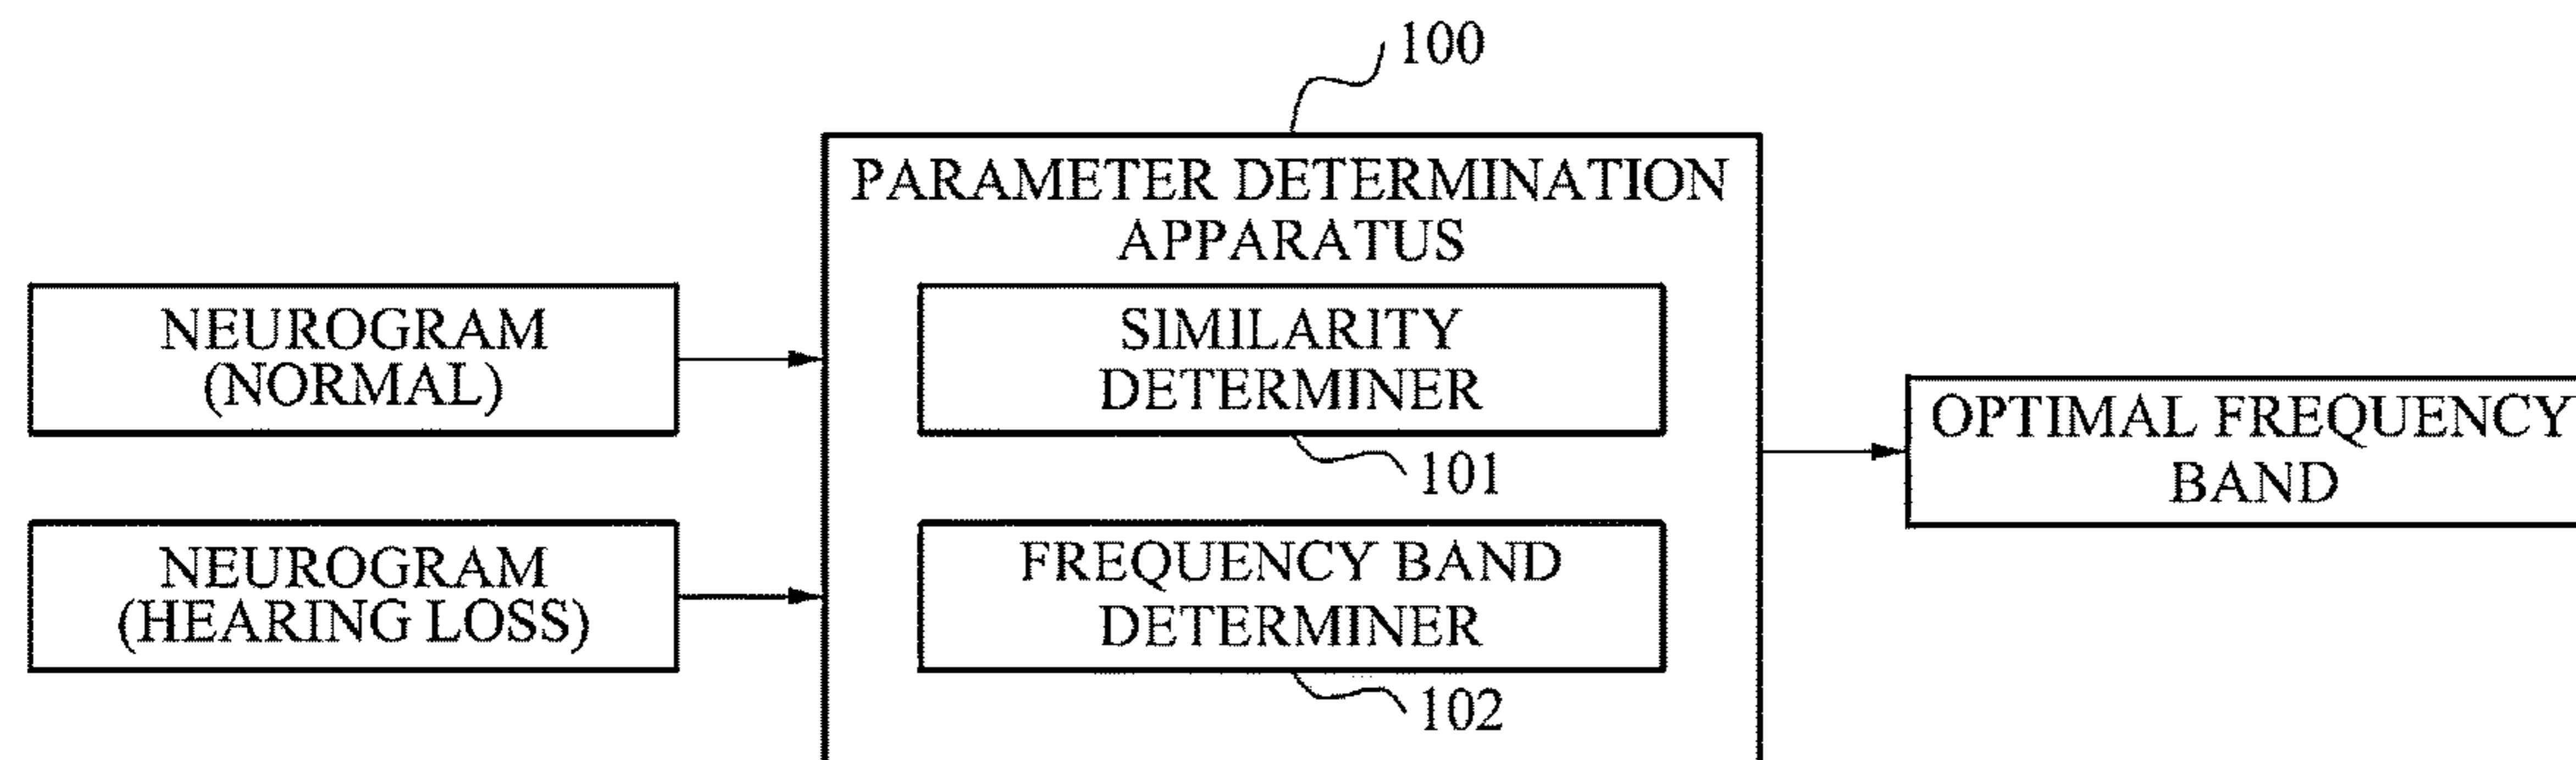 100
PARAMETER DETERMINATION
APPARATUS
NEUROGRAM
(NORMAL)
SIMILARITY
DETERMINER
101
OPTIMAL FREQUENCY
BAND
NEUROGRAM
(HEARING LOSS)
FREQUENCY BAND
DETERMINER
102